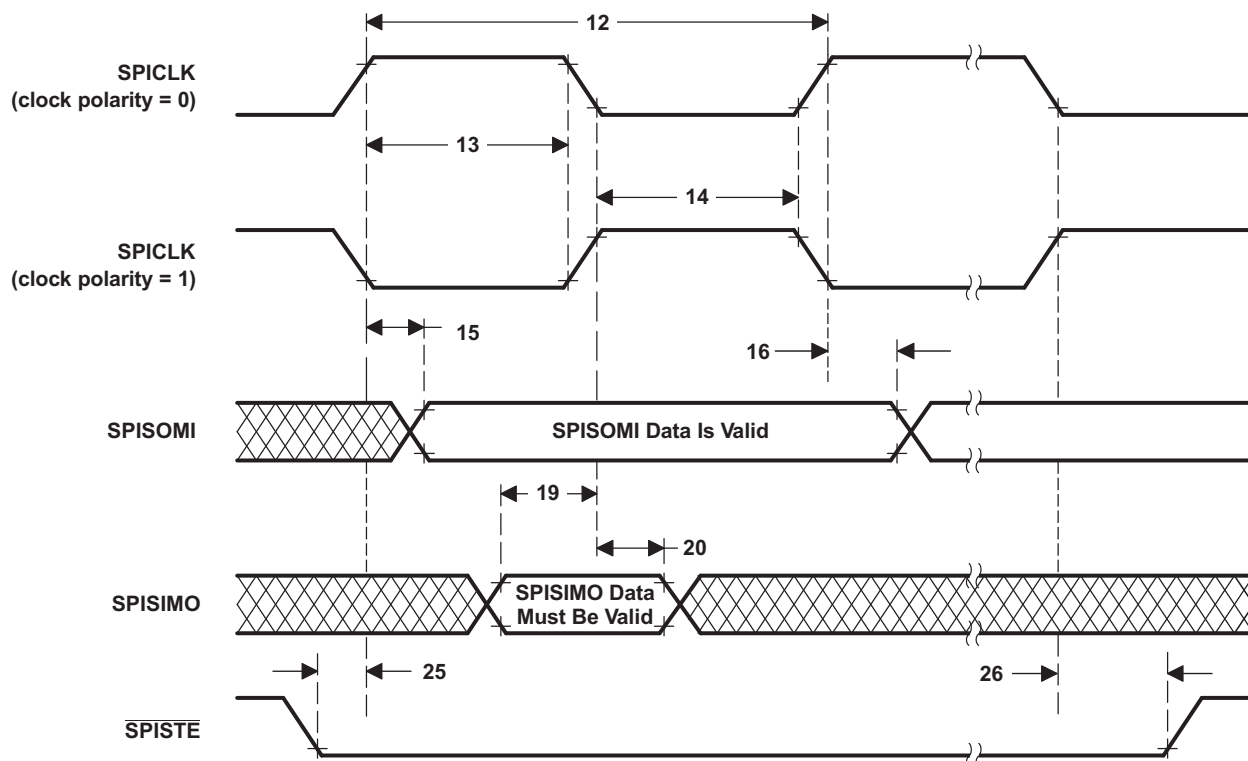 12
SPICLK
(clock polarity = 0)
13
14
SPICLK
(clock polarity = 1)
15
16
SPISOMI
SPISOMI Data Is Valid
19
20
SPISIMO
SPISIMO Data
Must Be Valid
25
26
SPISTE